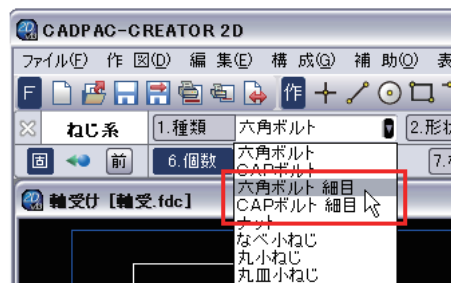 CADPAC-CREATOR 2D
ファイル(F) 作 図(D) 編 集(E) 構 成(G) 補 助(O) 表
F 作
ねじ系 1.種類 六角ボルト 2.形状
固 前 6.個数 7.
六角ボルト
CAPボルト
六角ボルト 細目
CAPボルト 細目
ナット
なべ小ねじ
丸小ねじ
丸皿小ねじ
軸受け [軸受.fdc]